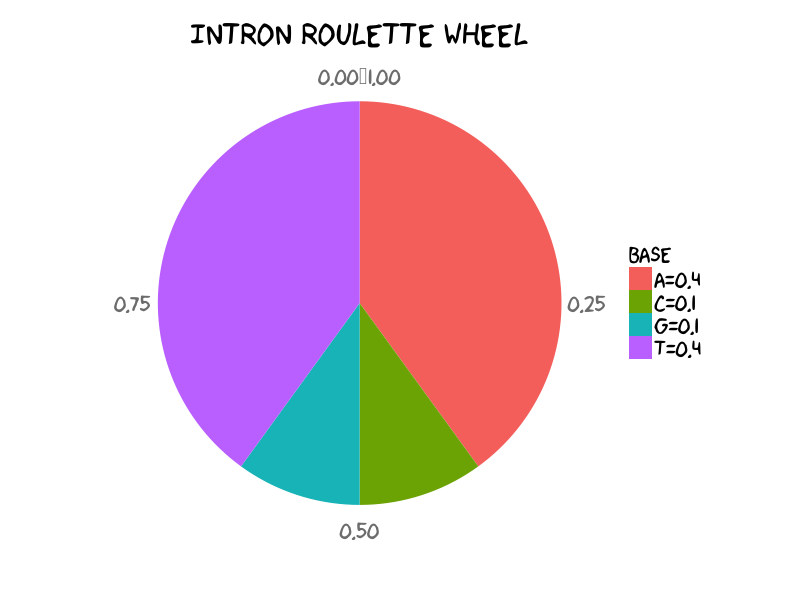 INTRON ROULETTE WHEEL
0.00▯1.00
0.75
0.25
0.50
BASE
A=0.4
C=0.1
G=0.1
T=0.4